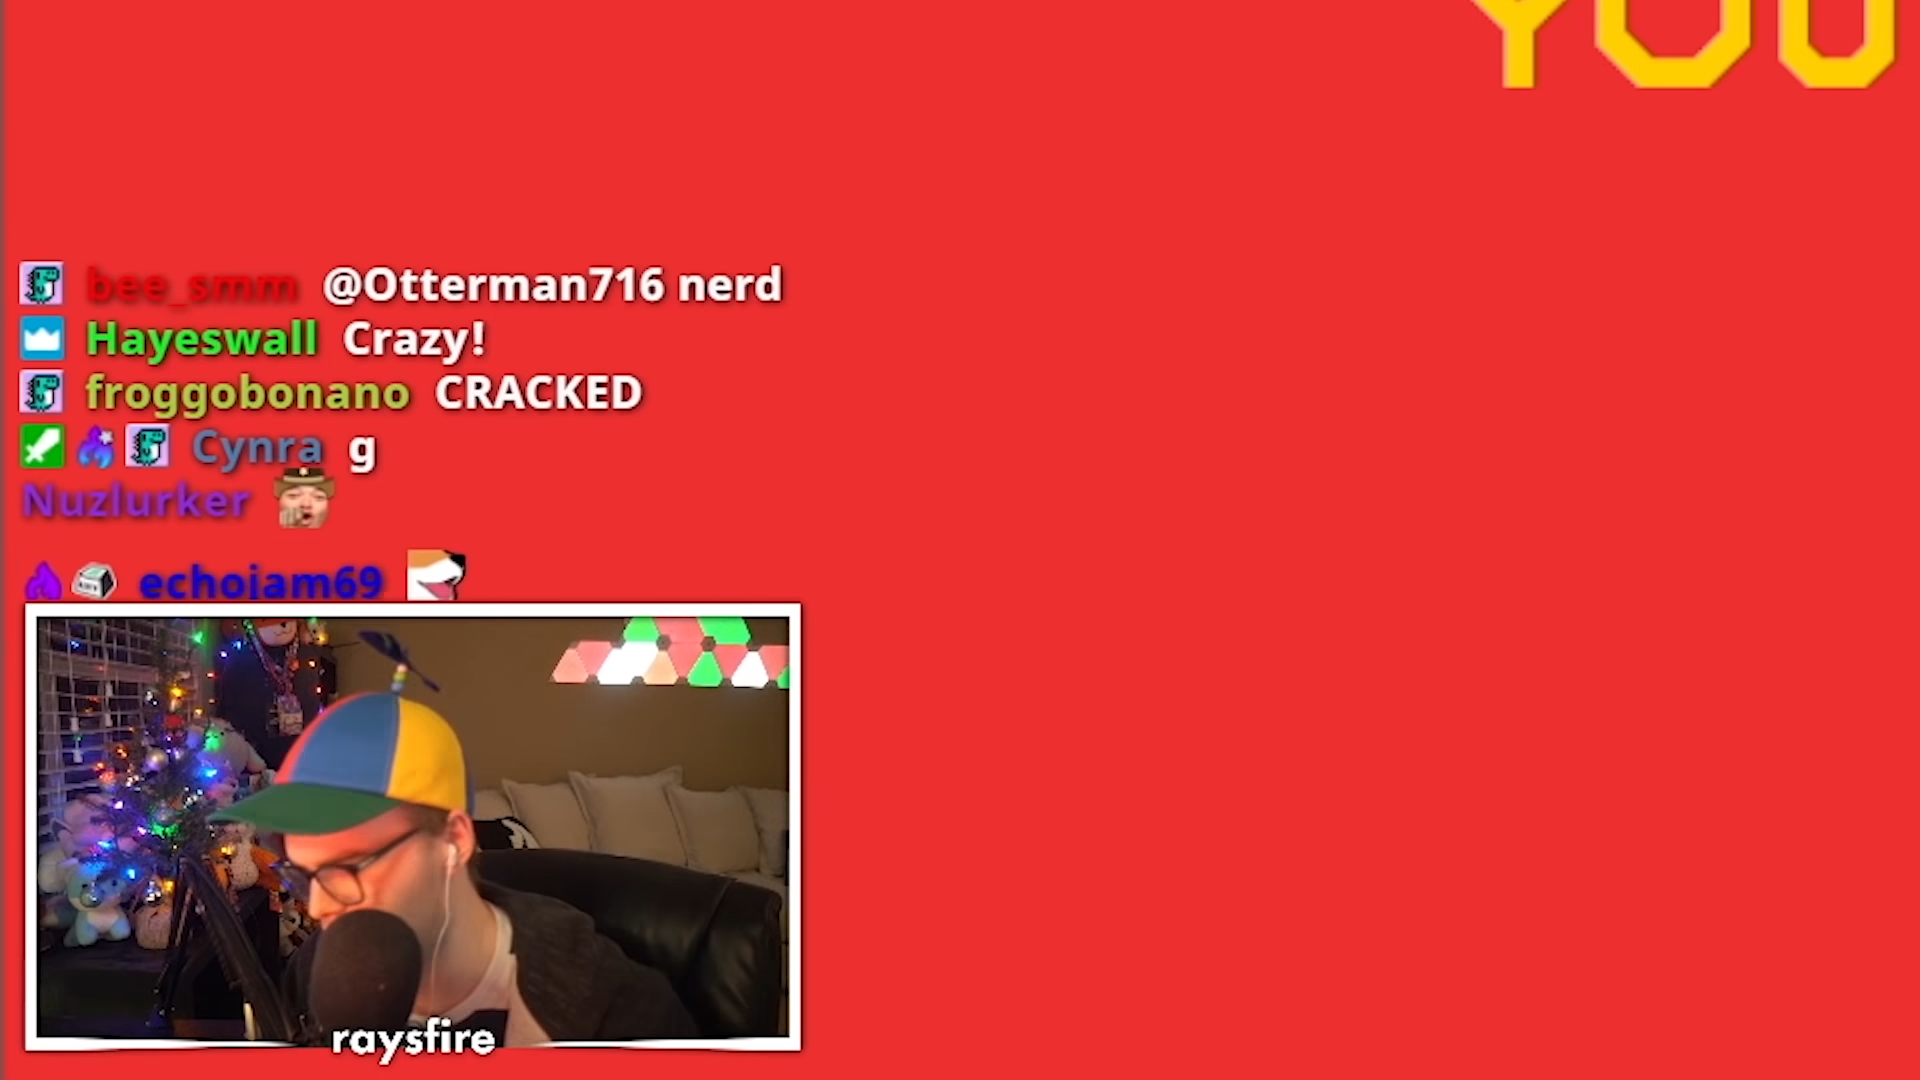 YOU
bee_smm @Otterman716 nerd
Hayeswall Crazy!
froggobonano CRACKED
Cynra g
Nuzlurker
echojam69
raysfire